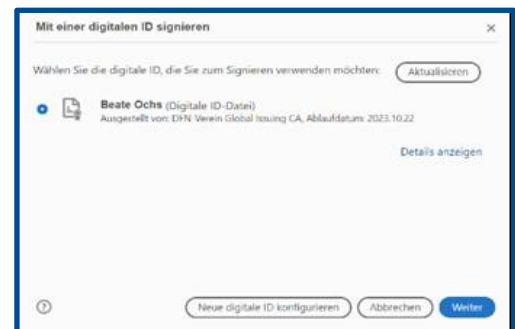 Mit einer digitalen ID signieren
Wählen Sie die digitale ID, die Sie zum Signieren verwenden möchten: Aktualisieren
Beate Ochs (Digitale ID-Datei)
Ausgestellt von: DFN-Verein Global Issuing CA, Ablaufdatum: 2023.10.22
Details anzeigen
Neue digitale ID konfigurieren Abbrechen Weiter